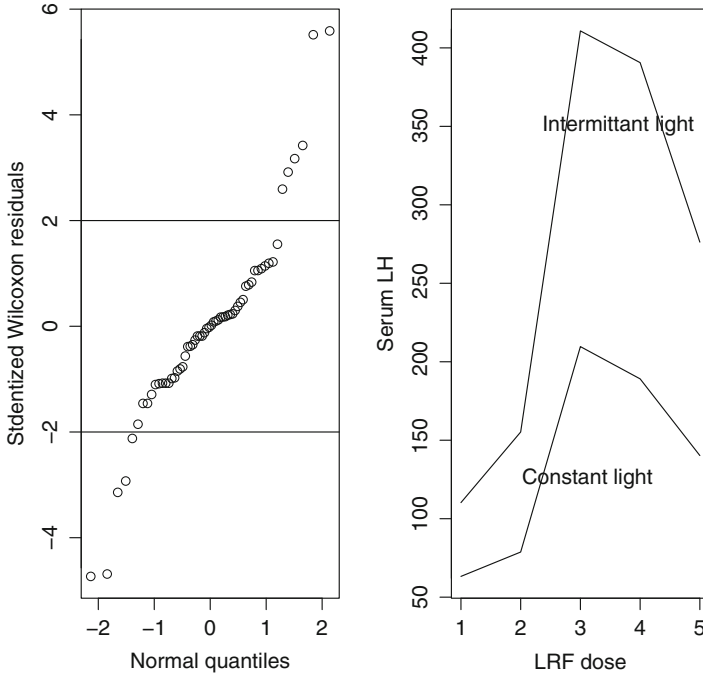 6
4
2
0
−2
−4
Stdentized Wilcoxon residuals
−2 −1 0 1 2
Normal quantiles
400
350
300
250
200
150
100
50
Serum LH
Intermittant light
Constant light
1 2 3 4 5
LRF dose